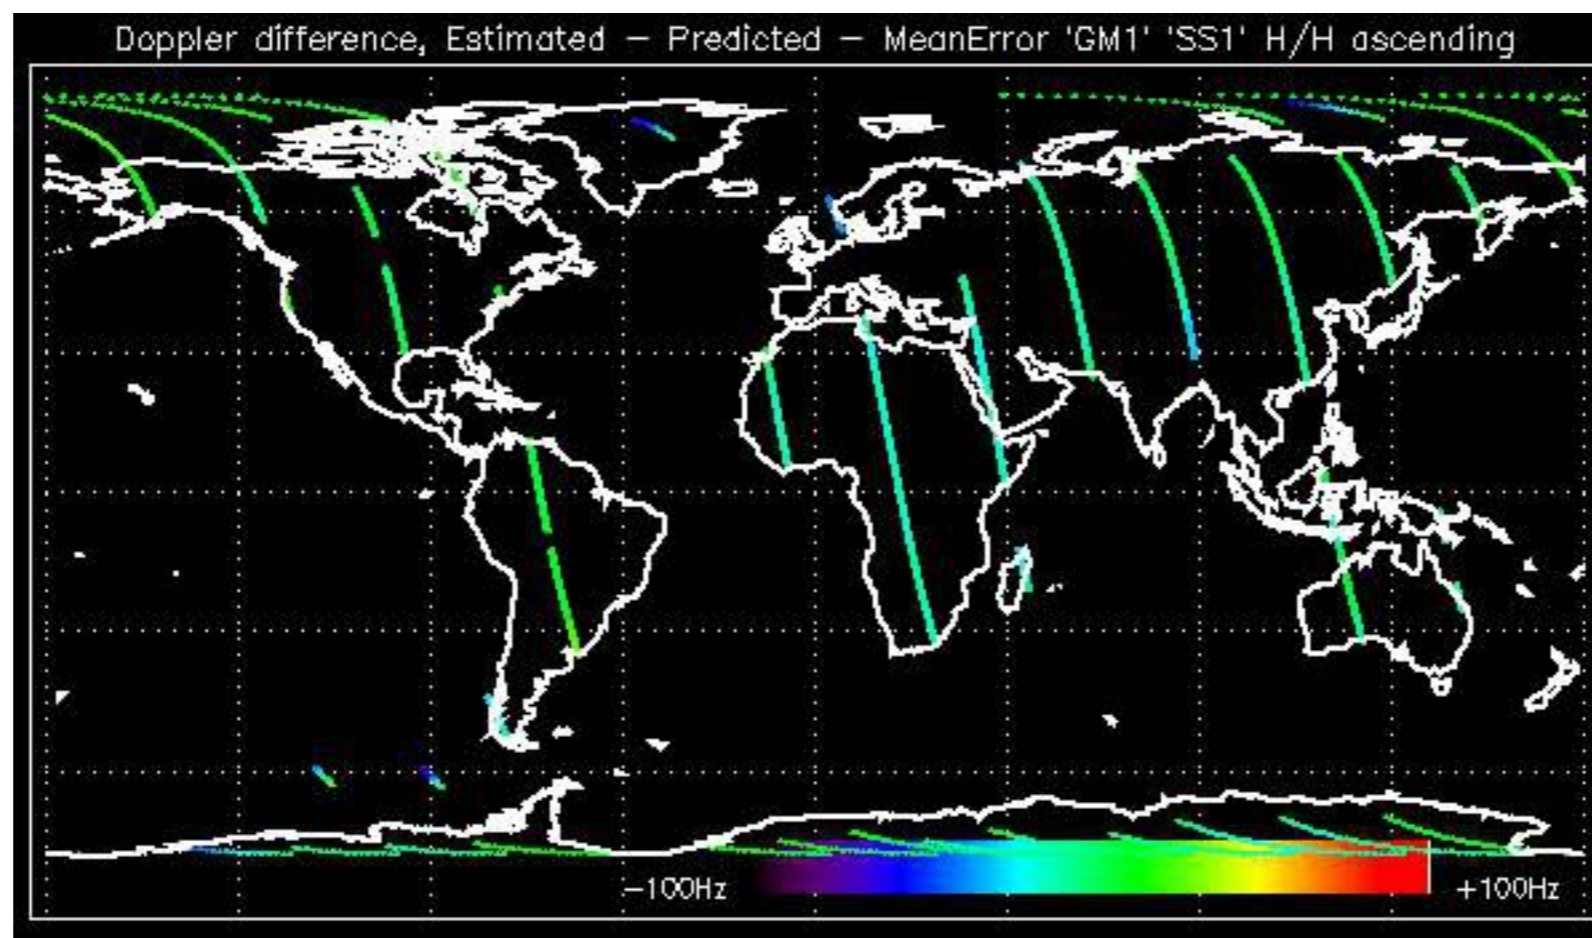 Doppler difference, Estimated – Predicted – MeanError 'GM1' 'SS1' H/H ascending
–100Hz +100Hz